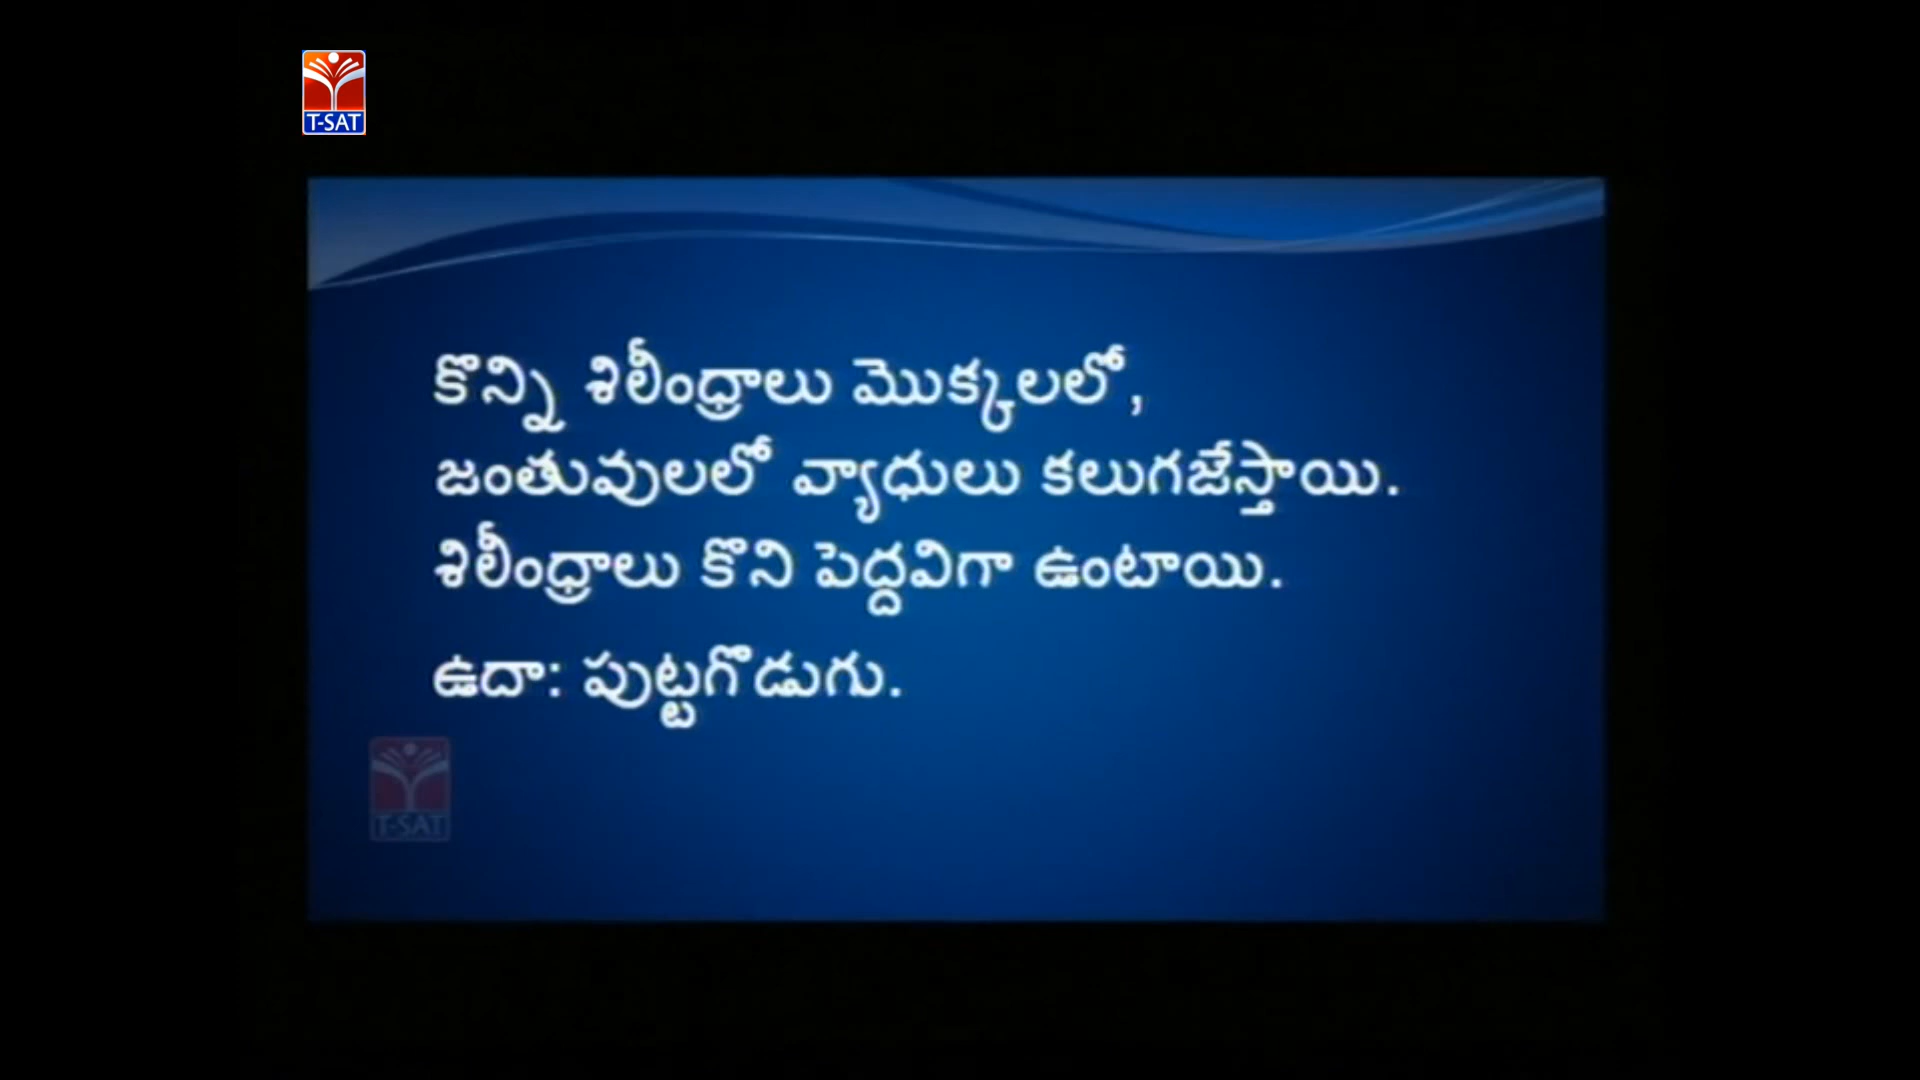 T-SAT
కొన్ని శిలీంధ్రాలు మొక్కలలో,
జంతువులలో వ్యాధులు కలుగజేస్తాయి.
శిలీంధ్రాలు కొని పెద్దవిగా ఉంటాయి.
ఉదా: పుట్టగొడుగు.
T-SAT